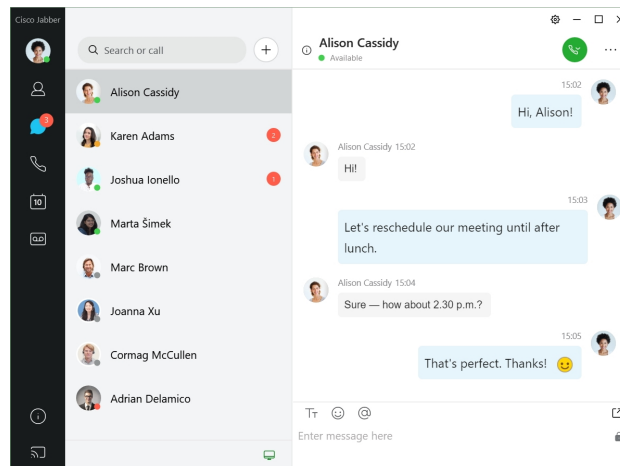 Cisco Jabber
Search or call
Alison Cassidy
Available
3
10
Alison Cassidy
Karen Adams
2
Joshua Ionello
1
Marta Šimek
Marc Brown
Joanna Xu
Cormag McCullen
Adrian Delamico
15:02
Hi, Alison!
Alison Cassidy 15:02
Hi!
15:03
Let's reschedule our meeting until after
lunch.
Alison Cassidy 15:04
Sure — how about 2.30 p.m.?
15:05
That's perfect. Thanks!
Enter message here